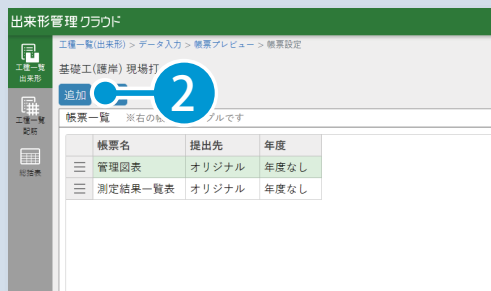 出来形管理クラウド
工種一覧(出来形) > データ入力 > 帳票プレビュー > 帳票設定
工種一覧
出来形
基礎工(護岸) 現場打
追加
2
工種一覧
配筋
帳票一覧 ※右の帳
プルです
総括表
帳票名 提出先 年度
管理図表 オリジナル 年度なし
測定結果一覧表 オリジナル 年度なし